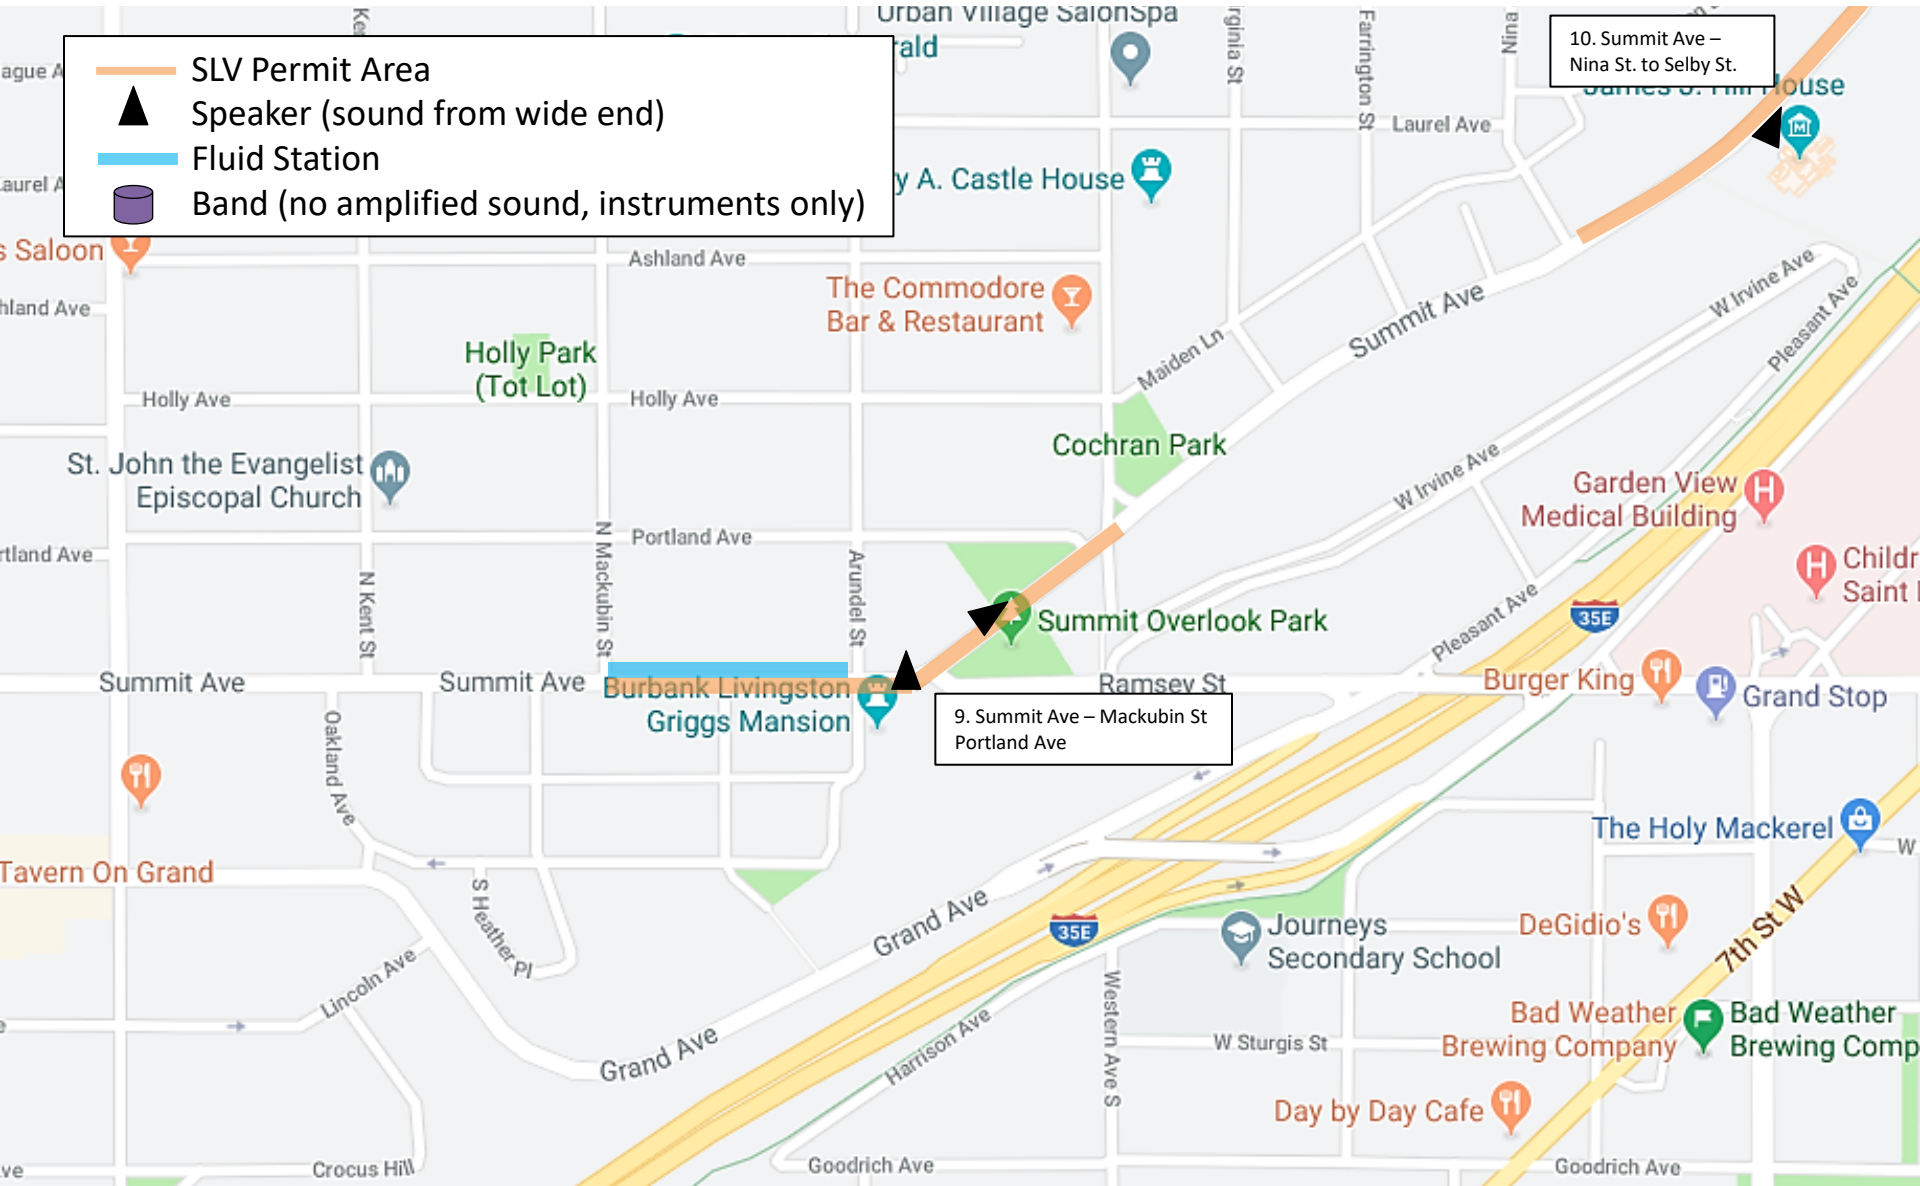 SLV Permit Area
Speaker (sound from wide end)
Fluid Station
Band (no amplified sound, instruments only)
10. Summit Ave –
Nina St. to Selby St.
9. Summit Ave – Mackubin St
Portland Ave
Urban Village SalonSpa
Farrington St
Nina
Laurel Ave
James J. Hill House
A. Castle House
Saloon
Ashland Ave
The Commodore
Bar & Restaurant
Holly Park
(Tot Lot)
Maiden Ln
Summit Ave
W Irvine Ave
Pleasant Ave
Holly Ave
Holly Ave
Cochran Park
St. John the Evangelist
Episcopal Church
W Irvine Ave
Garden View
Medical Building
Portland Ave
N Mackubin St
N Kent St
Arundel St
Saint
Summit Overlook Park
Pleasant Ave
35E
Summit Ave
Summit Ave
Burbank Livingston
Griggs Mansion
Ramsey St
Burger King
Grand Stop
Oakland Ave
The Holy Mackerel
W
Tavern On Grand
S Heather Pl
Grand Ave
35E
Journeys
Secondary School
DeGidio's
7th St W
Lincoln Ave
Western Ave S
Harrison Ave
Grand Ave
W Sturgis St
Bad Weather
Brewing Company
Bad Weather
Brewing Comp
Day by Day Cafe
Crocus Hill
Goodrich Ave
Goodrich Ave